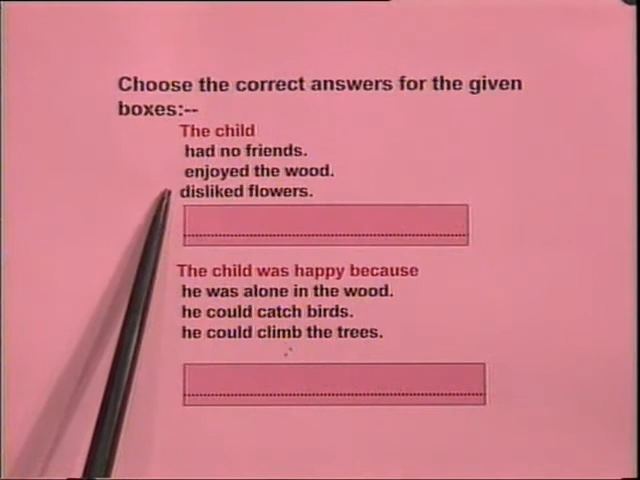 Choose the correct answers for the given
boxes:--
The child
had no friends.
enjoyed the wood.
disliked flowers.
The child was happy because
he was alone in the wood.
he could catch birds.
he could climb the trees.